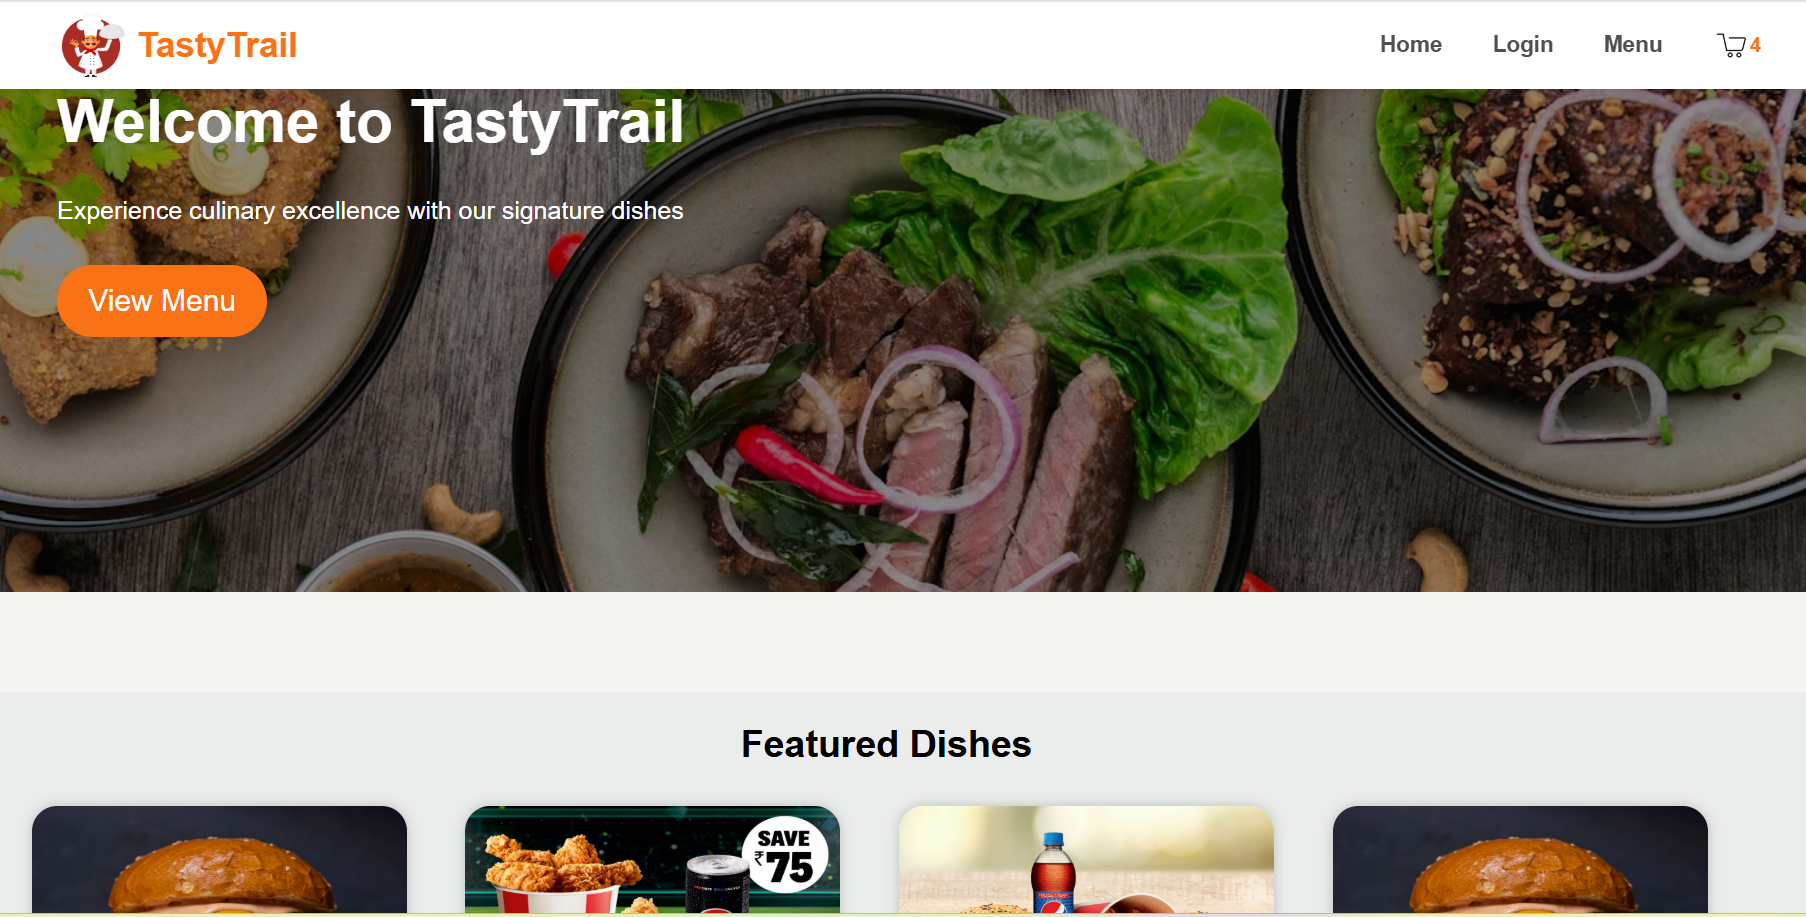 TastyTrail
Home
Login
Menu
4
Welcome to TastyTrail
Experience culinary excellence with our signature dishes
View Menu
Featured Dishes
SAVE
₹75